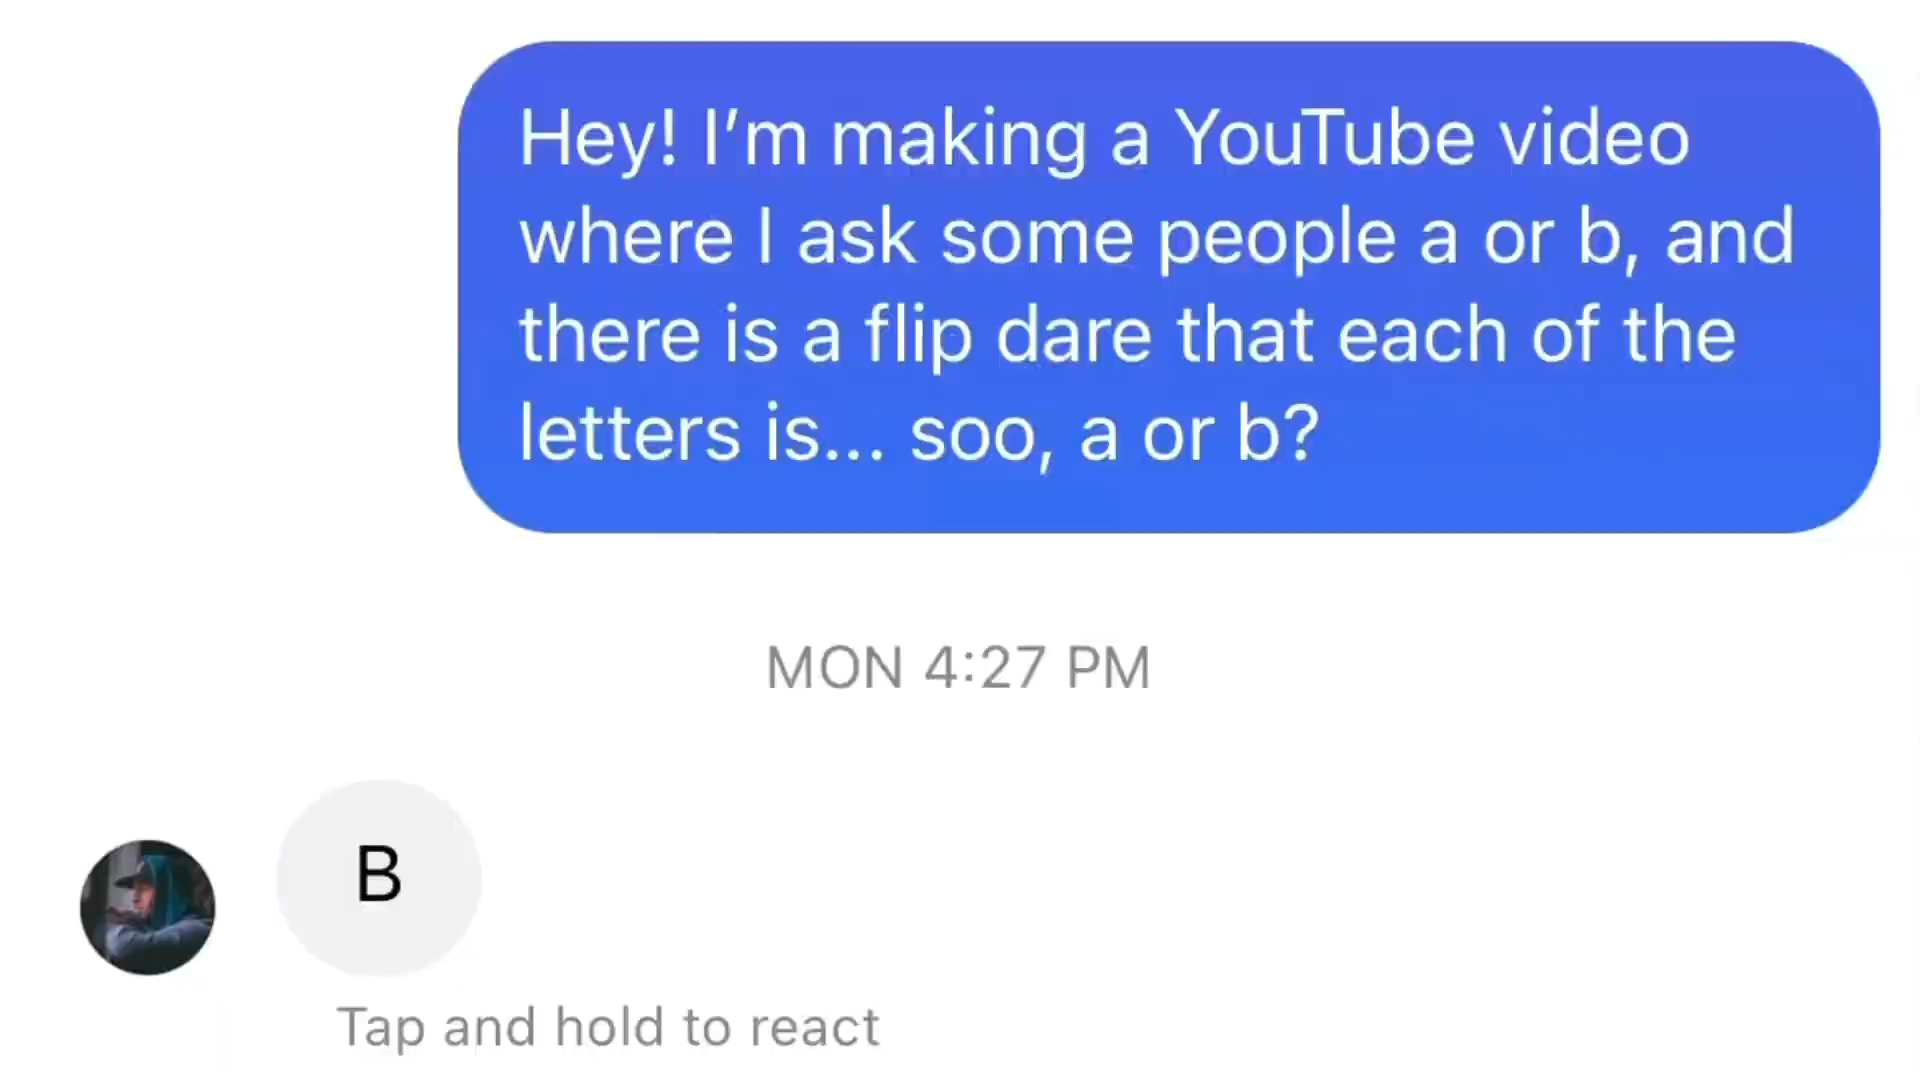 Hey! I’m making a YouTube video
where I ask some people a or b, and
there is a flip dare that each of the
letters is... soo, a or b?
MON 4:27 PM
B
Tap and hold to react